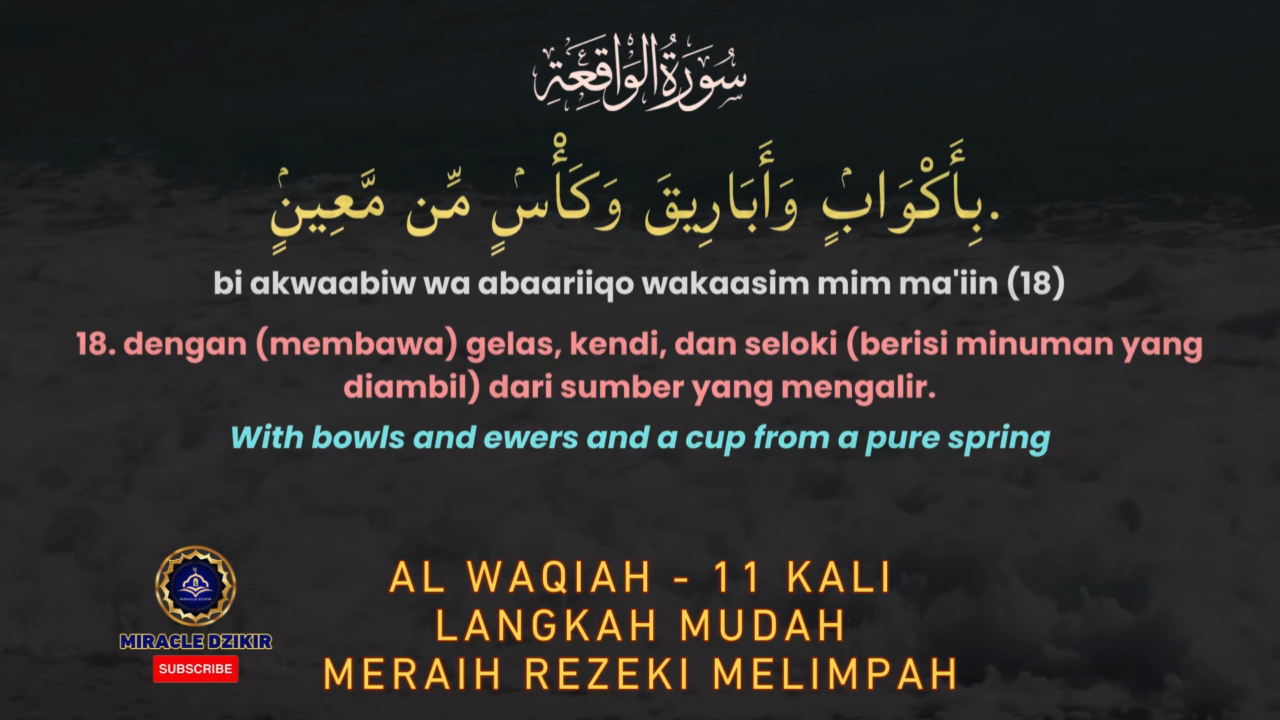 سُورَةُ الوَاقِعَةِ
بِأَكْوَابٍۢ وَأَبَارِيقَ وَكَأْسٍۢ مِّن مَّعِينٍۢ.
bi akwaabiw wa abaariiqo wakaasim mim ma'iin (18)
18. dengan (membawa) gelas, kendi, dan seloki (berisi minuman yang
diambil) dari sumber yang mengalir.
With bowls and ewers and a cup from a pure spring
AL WAQIAH - 11 KALI
LANGKAH MUDAH
MERAIH REZEKI MELIMPAH
MIRACLE DZIKIR
MIRACLE DZIKIR
SUBSCRIBE